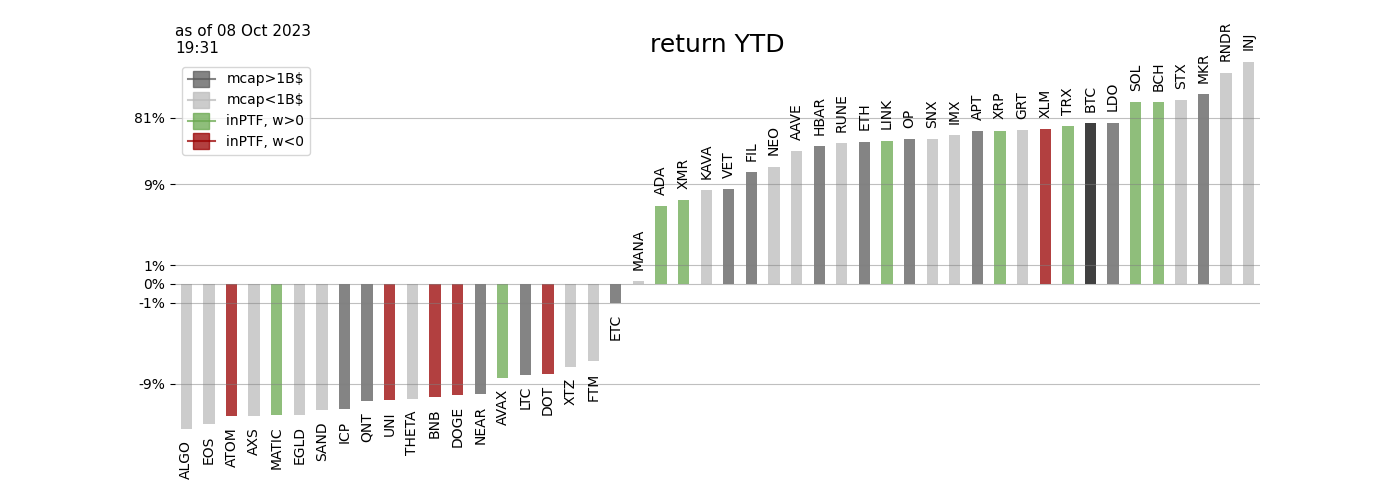 as of 08 Oct 2023
19:31
return YTD
mcap>1B$
mcap<1B$
inPTF, w>0
inPTF, w<0
81%
9%
1%
0%
-1%
-9%
ALGO
EOS
ATOM
AXS
MATIC
EGLD
SAND
ICP
QNT
UNI
THETA
BNB
DOGE
NEAR
AVAX
LTC
DOT
XTZ
FTM
ETC
MANA
ADA
XMR
KAVA
VET
FIL
NEO
AAVE
HBAR
RUNE
ETH
LINK
OP
SNX
IMX
APT
XRP
GRT
XLM
TRX
BTC
LDO
SOL
BCH
STX
MKR
RNDR
INJ